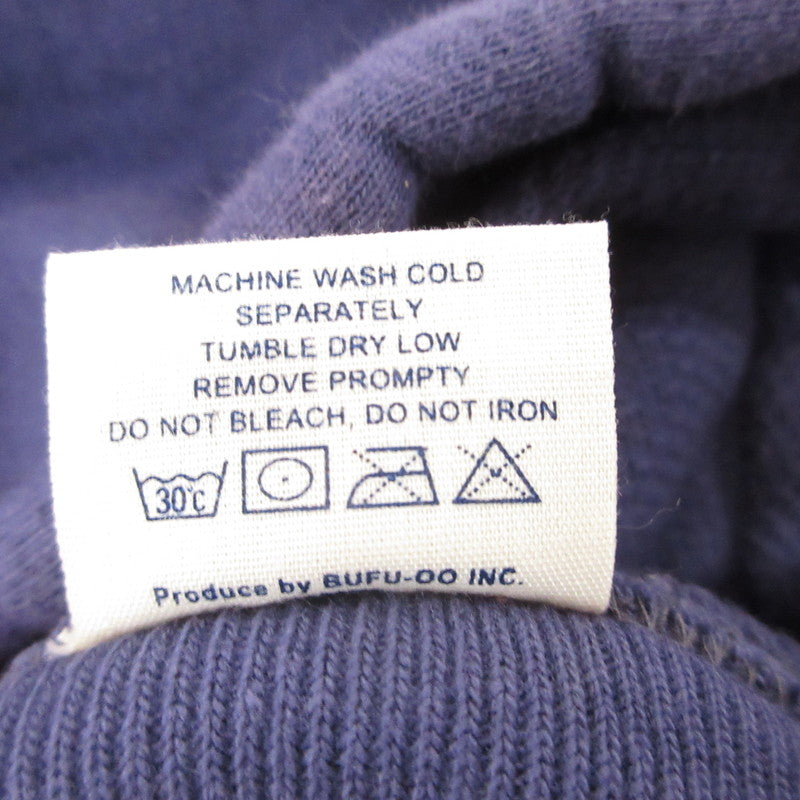 MACHINE WASH COLD
SEPARATELY
TUMBLE DRY LOW
REMOVE PROMPTY
DO NOT BLEACH, DO NOT IRON
30℃
Produce by BUFU-OO INC.